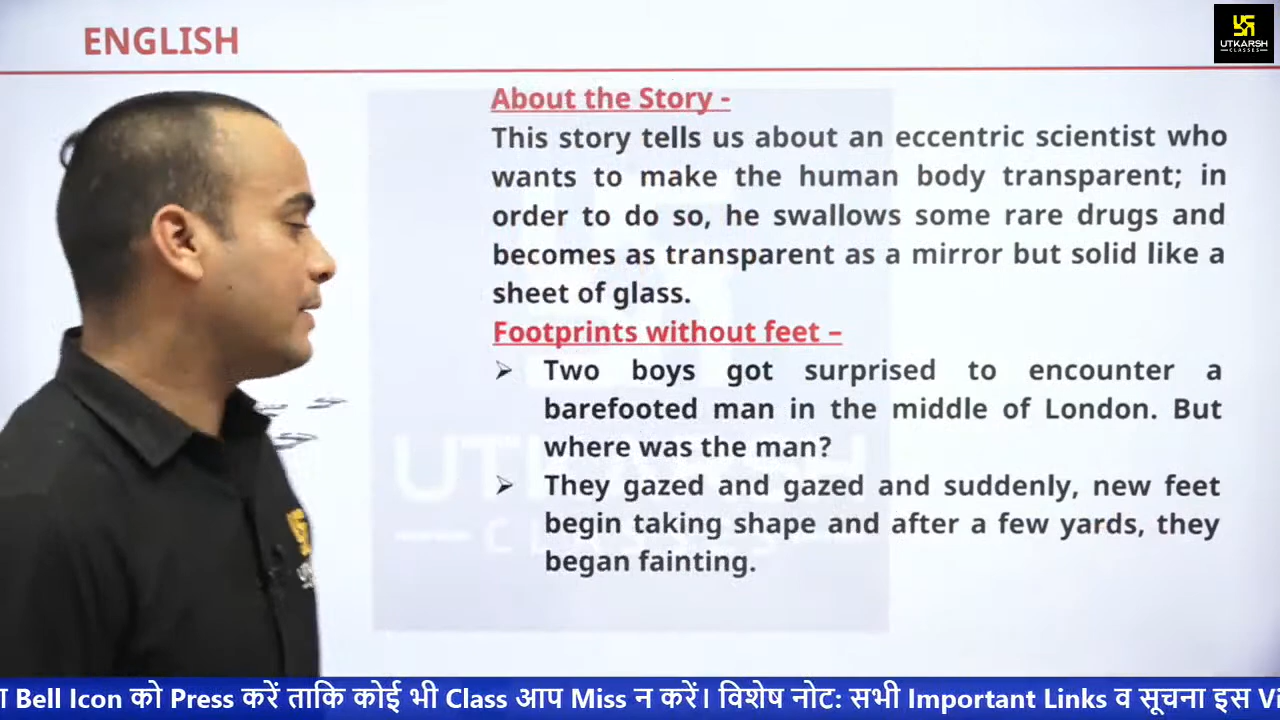 ENGLISH
UTKARSH
CLASSES
About the Story -
This story tells us about an eccentric scientist who
wants to make the human body transparent; in
order to do so, he swallows some rare drugs and
becomes as transparent as a mirror but solid like a
sheet of glass.
Footprints without feet –
➢ Two boys got surprised to encounter a
barefooted man in the middle of London. But
where was the man?
➢ They gazed and gazed and suddenly, new feet
begin taking shape and after a few yards, they
began fainting.
UTKARSH
CLASSES
Bell Icon को Press करें ताकि कोई भी Class आप Miss न करें। विशेष नोट: सभी Important Links व सूचना इस